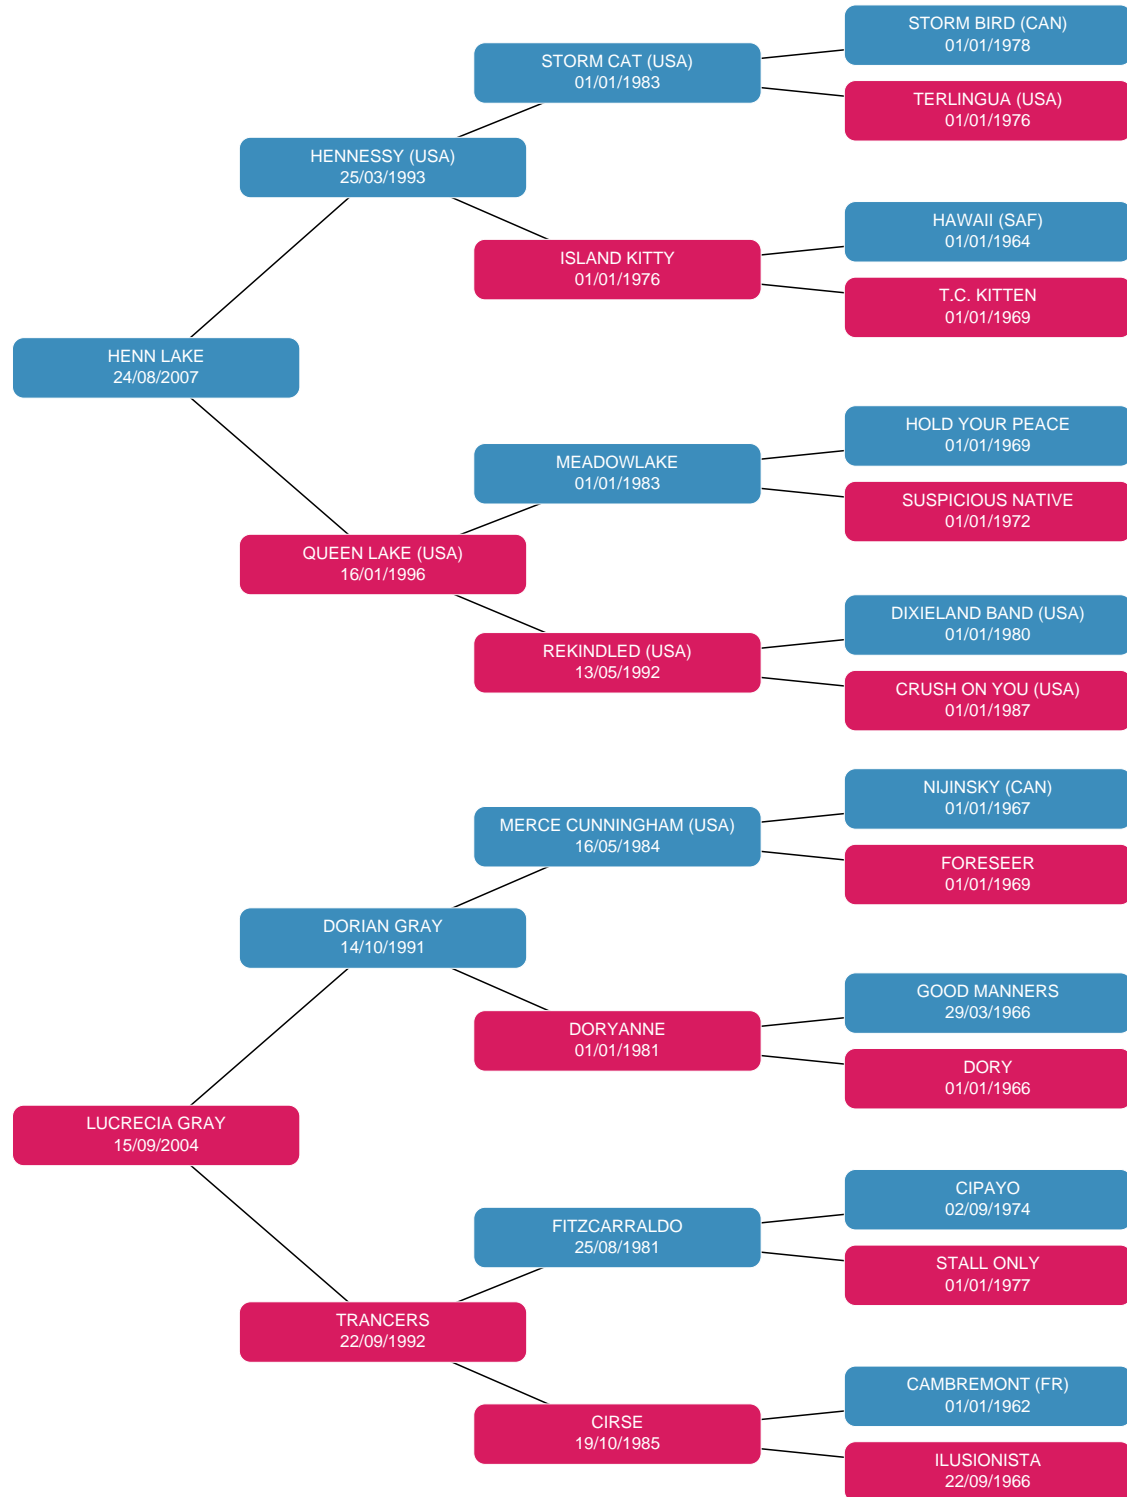 STORM BIRD (CAN)
01/01/1978
STORM CAT (USA)
01/01/1983
TERLINGUA (USA)
01/01/1976
HENNESSY (USA)
25/03/1993
HAWAII (SAF)
01/01/1964
ISLAND KITTY
01/01/1976
T.C. KITTEN
01/01/1969
HENN LAKE
24/08/2007
HOLD YOUR PEACE
01/01/1969
MEADOWLAKE
01/01/1983
SUSPICIOUS NATIVE
01/01/1972
QUEEN LAKE (USA)
16/01/1996
DIXIELAND BAND (USA)
01/01/1980
REKINDLED (USA)
13/05/1992
CRUSH ON YOU (USA)
01/01/1987
NIJINSKY (CAN)
01/01/1967
MERCE CUNNINGHAM (USA)
16/05/1984
FORESEER
01/01/1969
DORIAN GRAY
14/10/1991
GOOD MANNERS
29/03/1966
DORYANNE
01/01/1981
DORY
01/01/1966
LUCRECIA GRAY
15/09/2004
CIPAYO
02/09/1974
FITZCARRALDO
25/08/1981
STALL ONLY
01/01/1977
TRANCERS
22/09/1992
CAMBREMONT (FR)
01/01/1962
CIRSE
19/10/1985
ILUSIONISTA
22/09/1966